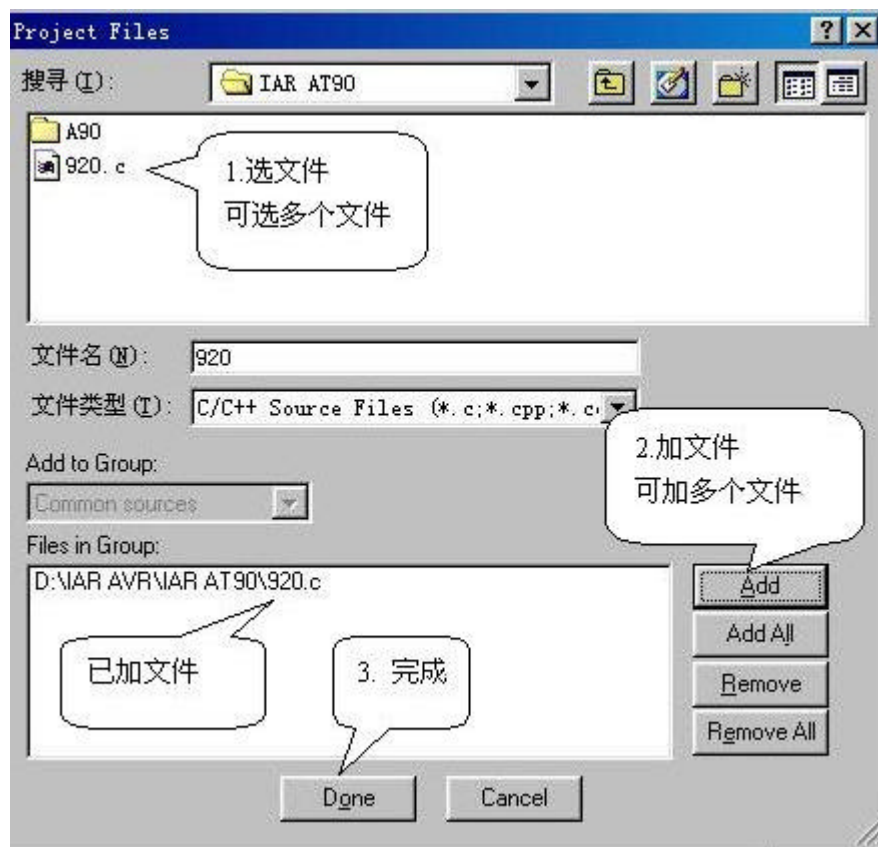 Project Files
搜寻(I):
IAR AT90
A90
920.c
1.选文件
可选多个文件
文件名(N):
920
文件类型(T):
C/C++ Source Files (*.c;*.cpp;*.c
2.加文件
可加多个文件
Add to Group:
Common sources
Files in Group:
D:\IAR AVR\IAR AT90\920.c
Add
已加文件
3. 完成
Add All
Remove
Remove All
Done
Cancel